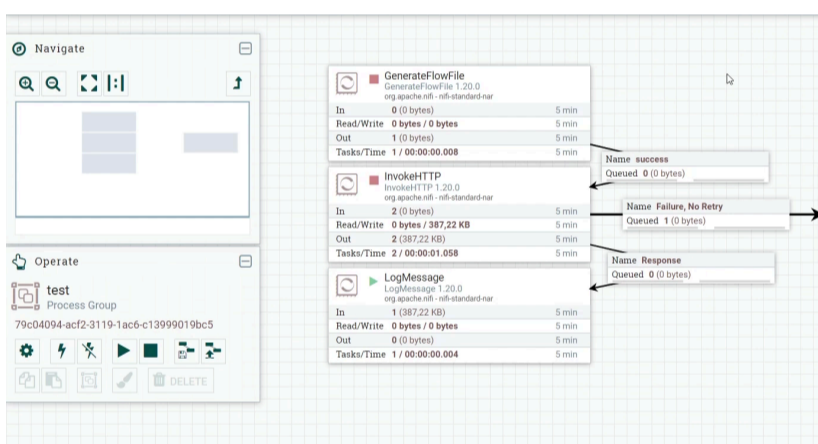 Navigate
Operate
test
Process Group
79c04094-acf2-3119-1ac6-c13999019bc5
DELETE
GenerateFlowFile
GenerateFlowFile 1.20.0
org.apache.nifi - nifi-standard-nar
In 0 (0 bytes) 5 min
Read/Write 0 bytes / 0 bytes 5 min
Out 1 (0 bytes) 5 min
Tasks/Time 1 / 00:00:00.008 5 min
Name success
Queued 0 (0 bytes)
InvokeHTTP
InvokeHTTP 1.20.0
org.apache.nifi - nifi-standard-nar
In 2 (0 bytes) 5 min
Read/Write 0 bytes / 387,22 KB 5 min
Out 2 (387,22 KB) 5 min
Tasks/Time 2 / 00:00:01.058 5 min
Name Failure, No Retry
Queued 1 (0 bytes)
Name Response
Queued 0 (0 bytes)
LogMessage
LogMessage 1.20.0
org.apache.nifi - nifi-standard-nar
In 1 (387,22 KB) 5 min
Read/Write 0 bytes / 0 bytes 5 min
Out 0 (0 bytes) 5 min
Tasks/Time 1 / 00:00:00.004 5 min